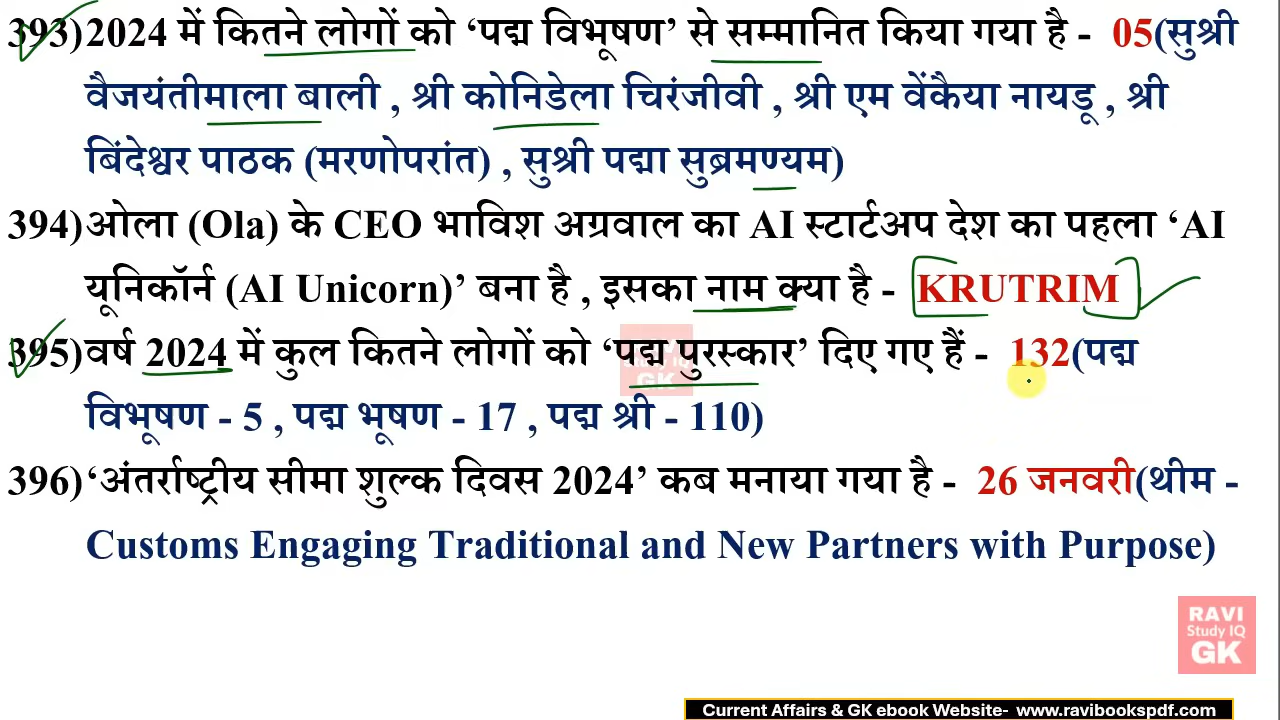 393) 2024 में कितने लोगों को ‘पद्म विभूषण’ से सम्मानित किया गया है - 05(सुश्री
वैजयंतीमाला बाली , श्री कोनिडेला चिरंजीवी , श्री एम वेंकैया नायडू , श्री
बिंदेश्वर पाठक (मरणोपरांत) , सुश्री पद्मा सुब्रमण्यम)
394) ओला (Ola) के CEO भाविश अग्रवाल का AI स्टार्टअप देश का पहला ‘AI
यूनिकॉर्न (AI Unicorn)’ बना है , इसका नाम क्या है - KRUTRIM
395) वर्ष 2024 में कुल कितने लोगों को ‘पद्म पुरस्कार’ दिए गए हैं - 132(पद्म
विभूषण - 5 , पद्म भूषण - 17 , पद्म श्री - 110)
396) ‘अंतर्राष्ट्रीय सीमा शुल्क दिवस 2024’ कब मनाया गया है - 26 जनवरी(थीम -
Customs Engaging Traditional and New Partners with Purpose)
RAVI
Study IQ
GK
Current Affairs & GK ebook Website- www.ravibookspdf.com